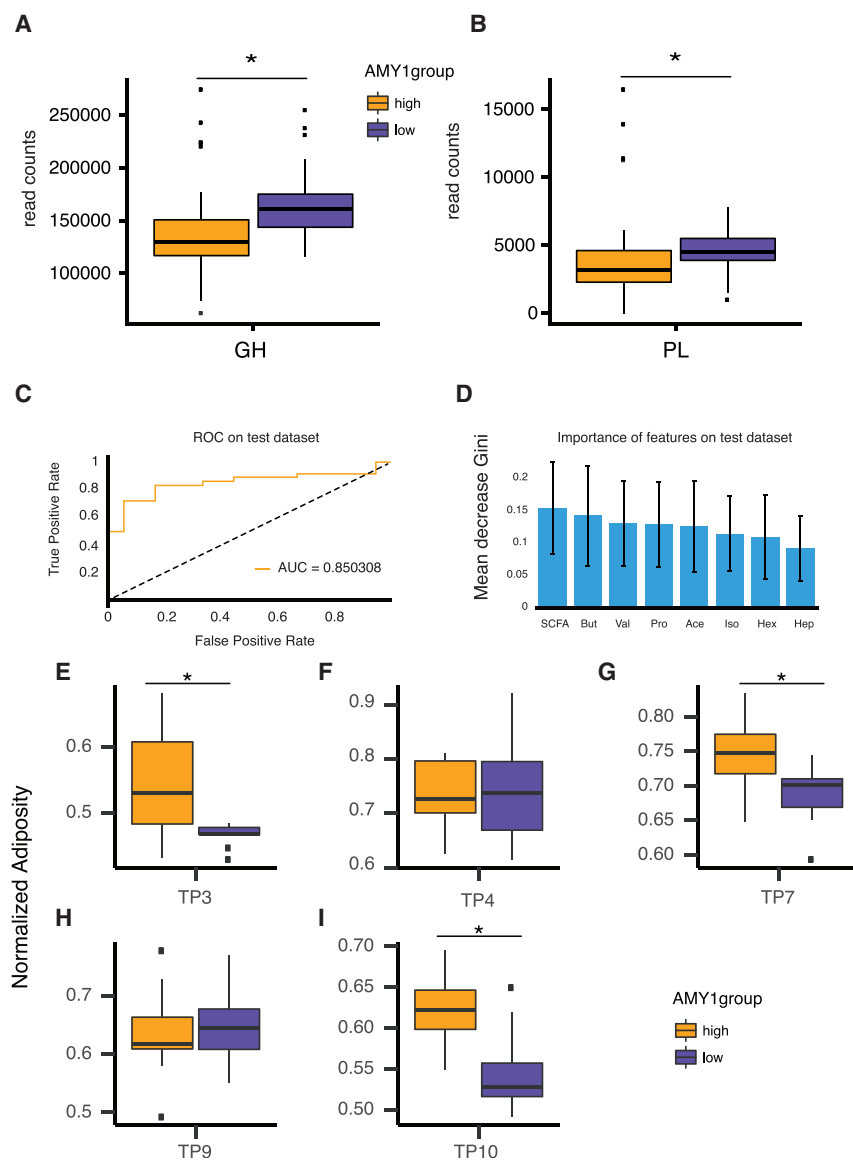 A
B
*
*
AMY1group
high
low
read counts
250000
200000
150000
100000
GH
read counts
15000
10000
5000
0
PL
C
D
ROC on test dataset
True Positive Rate
1
0.8
0.6
0.4
0.2
AUC = 0.850308
0
0.2
0.4
0.6
0.8
False Positive Rate
Importance of features on test dataset
Mean decrease Gini
0.2
0.15
0.1
0.05
0
SCFA But Val Pro Ace Iso Hex Hep
Normalized Adiposity
E
*
0.6
0.5
TP3
F
0.9
0.8
0.7
0.6
TP4
G
*
0.80
0.75
0.70
0.65
0.60
TP7
H
0.7
0.6
0.5
TP9
I
*
0.70
0.65
0.60
0.55
0.50
TP10
AMY1group
high
low